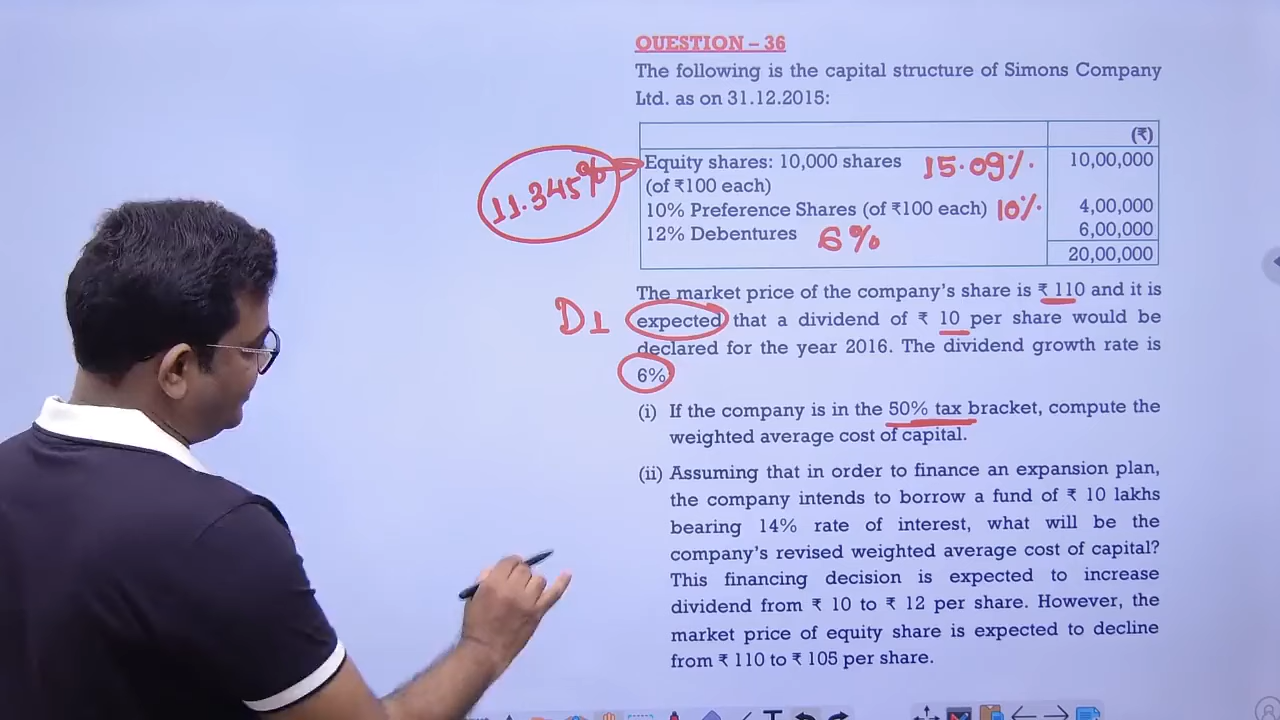 QUESTION – 36
The following is the capital structure of Simons Company
Ltd. as on 31.12.2015:
(₹)
11.345%
Equity shares: 10,000 shares 15.09% 10,00,000
(of ₹100 each)
10% Preference Shares (of ₹100 each) 10% 4,00,000
12% Debentures 6% 6,00,000
20,00,000
The market price of the company's share is ₹ 110 and it is
D1 expected that a dividend of ₹ 10 per share would be
declared for the year 2016. The dividend growth rate is
6%
(i) If the company is in the 50% tax bracket, compute the
weighted average cost of capital.
(ii) Assuming that in order to finance an expansion plan,
the company intends to borrow a fund of ₹ 10 lakhs
bearing 14% rate of interest, what will be the
company's revised weighted average cost of capital?
This financing decision is expected to increase
dividend from ₹ 10 to ₹ 12 per share. However, the
market price of equity share is expected to decline
from ₹ 110 to ₹ 105 per share.